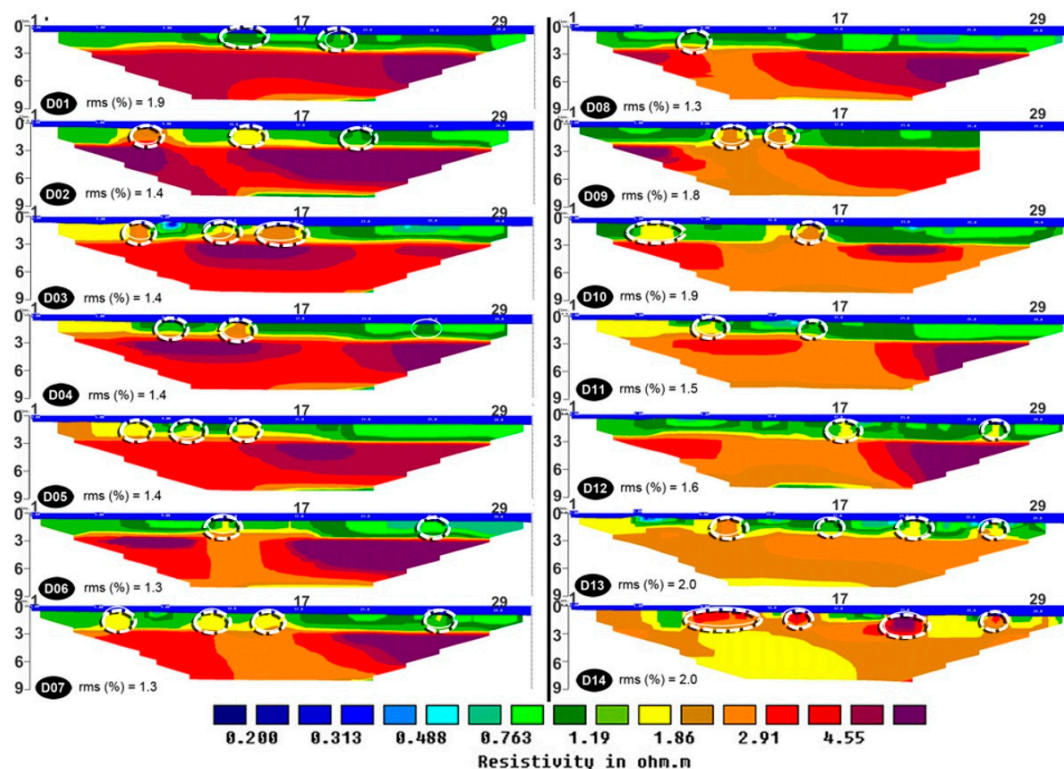 1 17 29
0
3
6
9
D01 rms (%) = 1.9
1 17 29
0
3
6
9
D02 rms (%) = 1.4
1 17 29
0
3
6
9
D03 rms (%) = 1.4
1 17 29
0
3
6
9
D04 rms (%) = 1.4
1 17 29
0
3
6
9
D05 rms (%) = 1.4
1 17 29
0
3
6
9
D06 rms (%) = 1.3
1 17 29
0
3
6
9
D07 rms (%) = 1.3
1 17 29
0
3
6
9
D08 rms (%) = 1.3
1 17 29
0
3
6
9
D09 rms (%) = 1.8
1 17 29
0
3
6
9
D10 rms (%) = 1.9
1 17 29
0
3
6
9
D11 rms (%) = 1.5
1 17 29
0
3
6
9
D12 rms (%) = 1.6
1 17 29
0
3
6
9
D13 rms (%) = 2.0
1 17 29
0
3
6
9
D14 rms (%) = 2.0
0.200 0.313 0.488 0.763 1.19 1.86 2.91 4.55
Resistivity in ohm.m